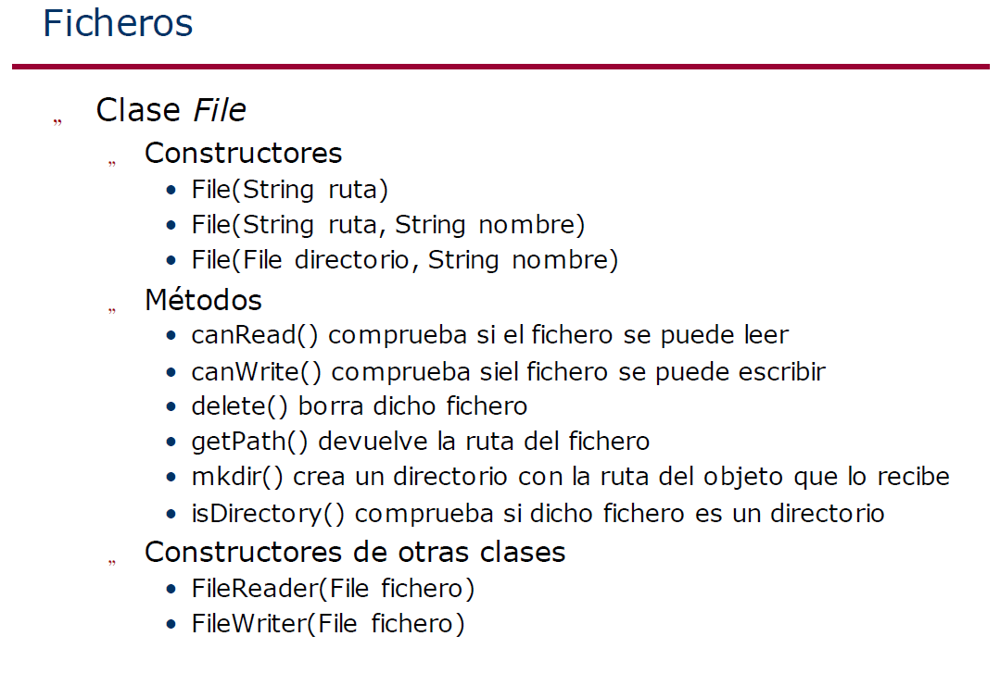 Ficheros
„ Clase File
„ Constructores
• File(String ruta)
• File(String ruta, String nombre)
• File(File directorio, String nombre)
„ Métodos
• canRead() comprueba si el fichero se puede leer
• canWrite() comprueba siel fichero se puede escribir
• delete() borra dicho fichero
• getPath() devuelve la ruta del fichero
• mkdir() crea un directorio con la ruta del objeto que lo recibe
• isDirectory() comprueba si dicho fichero es un directorio
„ Constructores de otras clases
• FileReader(File fichero)
• FileWriter(File fichero)